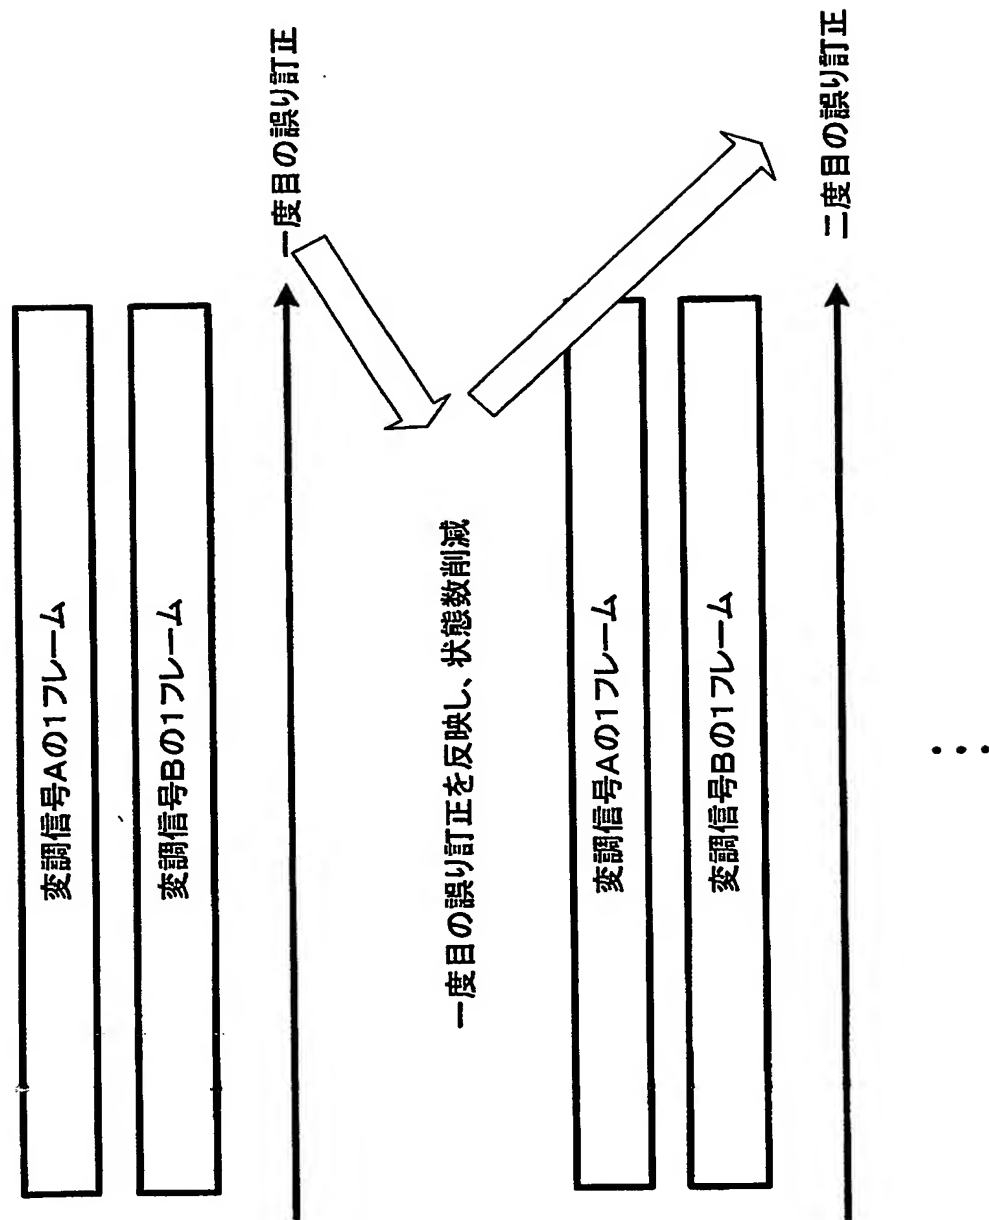 変調信号Aの1フレーム
変調信号Bの1フレーム
一度目の誤り訂正
一度目の誤り訂正を反映し、状態数削減
変調信号Aの1フレーム
変調信号Bの1フレーム
二度目の誤り訂正
・・・